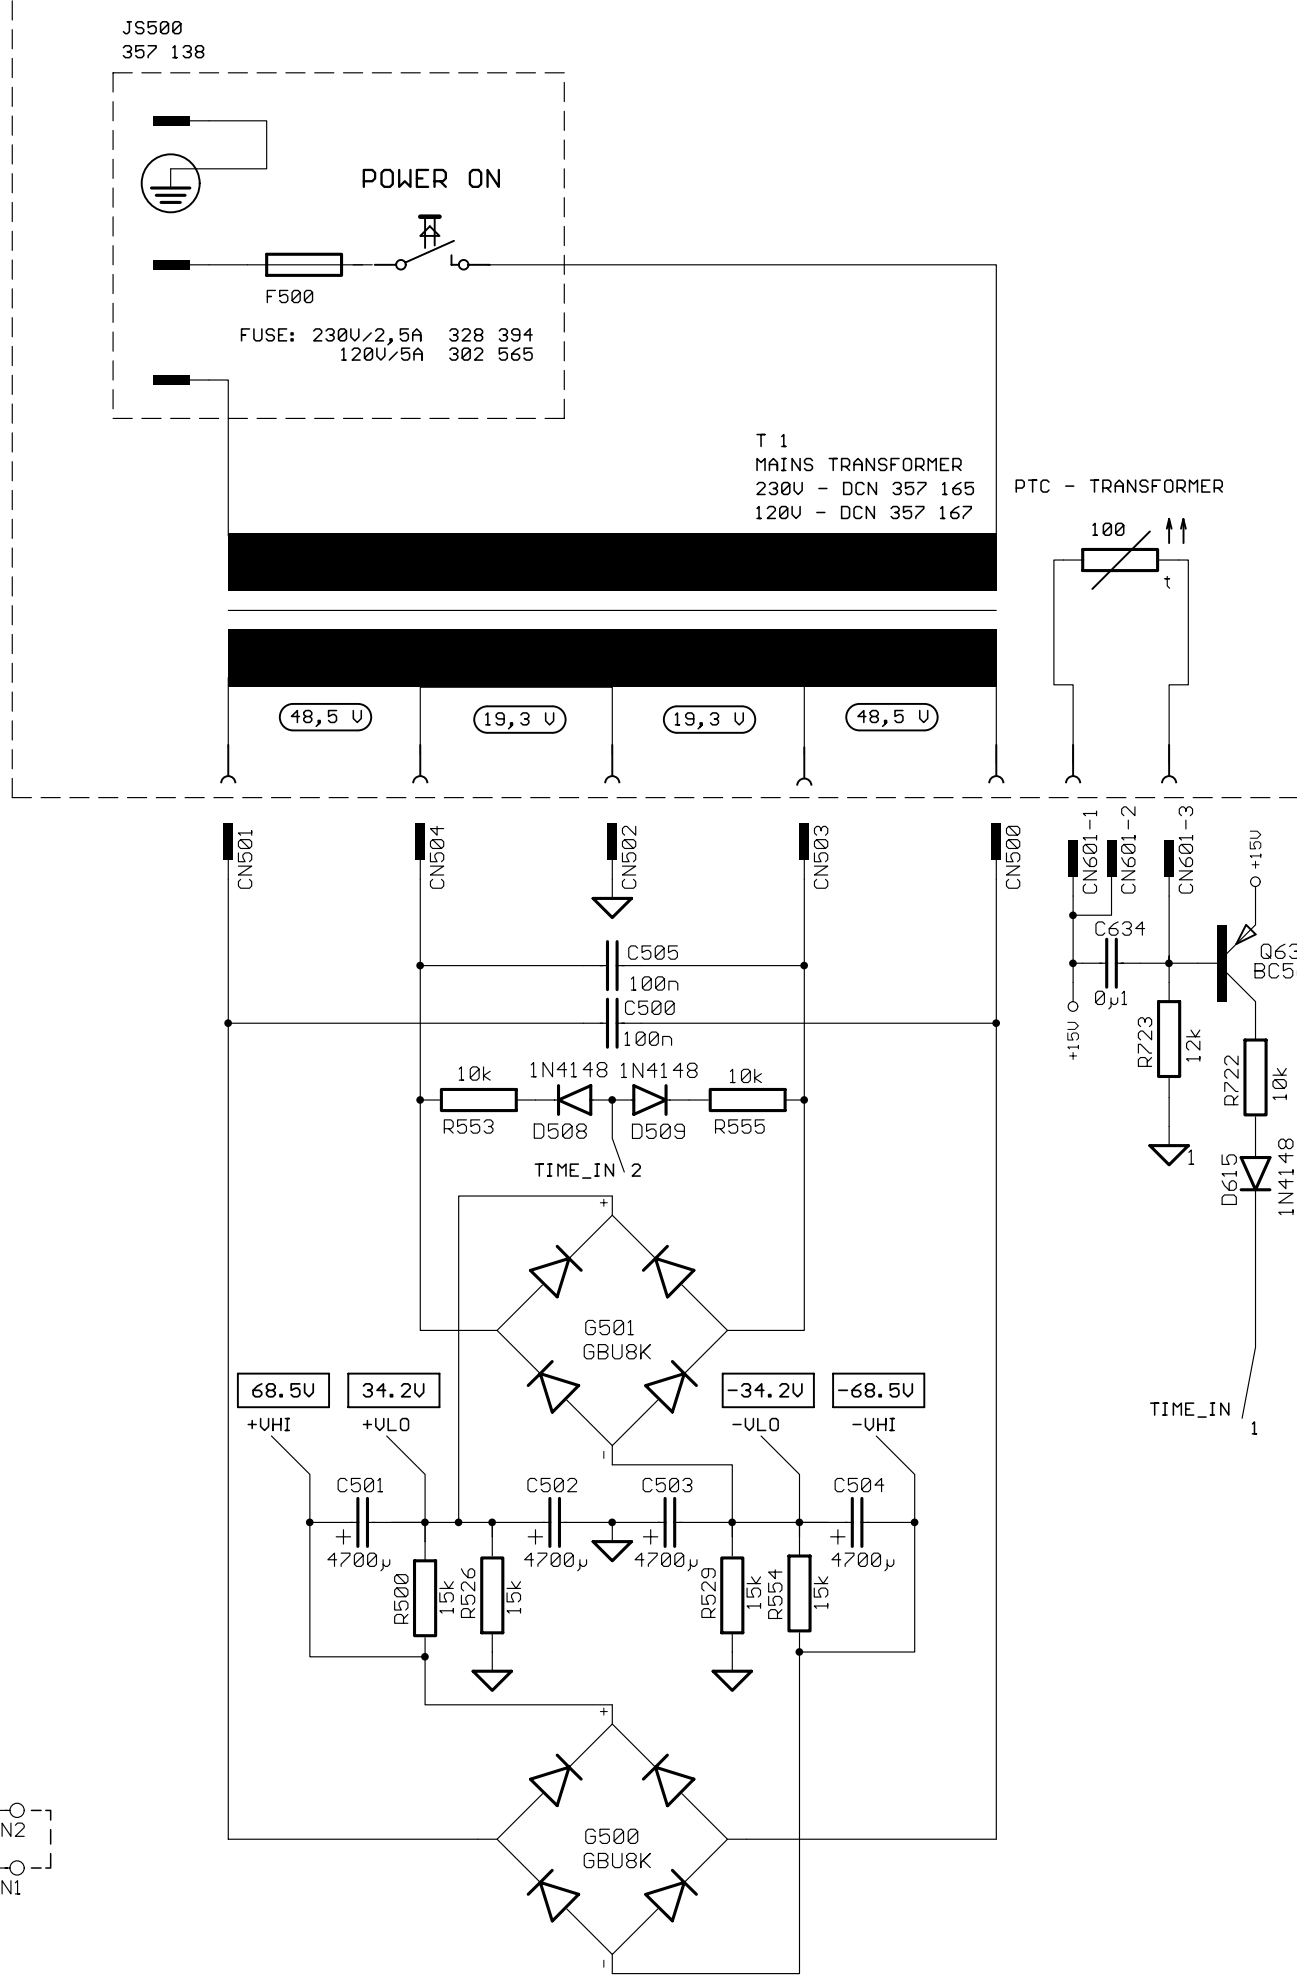 JS500
357 138
POWER ON
F500
FUSE: 230V/2,5A 328 394
120V/5A 302 565
T 1
MAINS TRANSFORMER
230V - DCN 357 165
120V - DCN 357 167
PTC - TRANSFORMER
100
t
48,5 V
19,3 V
19,3 V
48,5 V
CN501
CN504
CN502
CN503
CN500
CN601-1
CN601-2
CN601-3
+15V
C634
0µ1
+15V
Q63
BC5
R723
12k
R722
10k
1
D615
1N4148
TIME_IN
1
C505
100n
C500
100n
10k
1N4148
1N4148
10k
R553
D508
D509
R555
TIME_IN 2
+
G501
GBU8K
-
68.5V
34.2V
-34.2V
-68.5V
+VHI
+VLO
-VLO
-VHI
C501
C502
C503
C504
+
+
+
+
4700µ
4700µ
4700µ
4700µ
R500
15k
R526
15k
R529
15k
R554
15k
+
G500
GBU8K
-
N2
N1